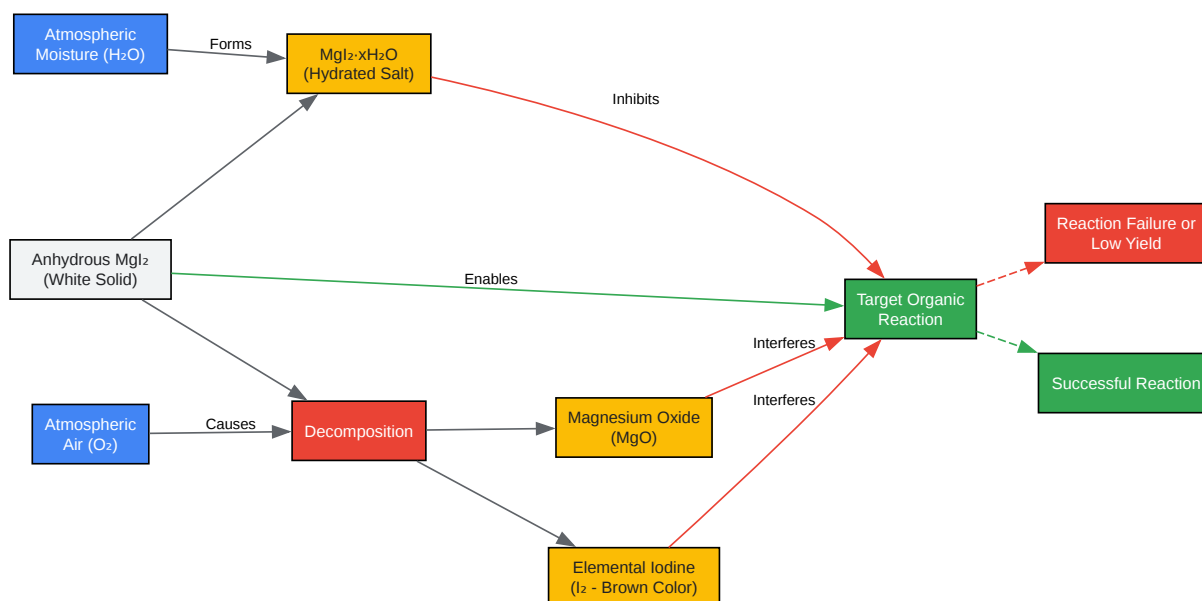 Atmospheric
Moisture (H₂O)
Forms
MgI₂·xH₂O
(Hydrated Salt)
Inhibits
Anhydrous MgI₂
(White Solid)
Enables
Target Organic
Reaction
Reaction Failure or
Low Yield
Successful Reaction
Interferes
Interferes
Atmospheric
Air (O₂)
Causes
Decomposition
Magnesium Oxide
(MgO)
Elemental Iodine
(I₂ - Brown Color)